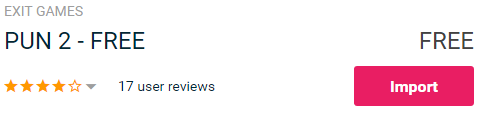 EXIT GAMES
PUN 2 - FREE
FREE
17 user reviews
Import